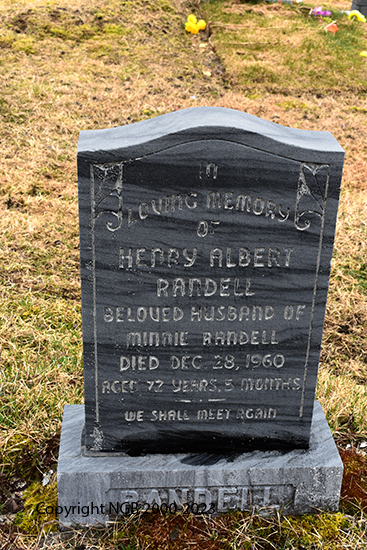 IN
LOVING MEMORY
OF
HENRY ALBERT
RANDELL
BELOVED HUSBAND OF
MINNIE RANDELL
DIED DEC. 28, 1960
AGED 72 YEARS, 5 MONTHS
WE SHALL MEET AGAIN
RANDELL
Copyright NGB 2000-2023